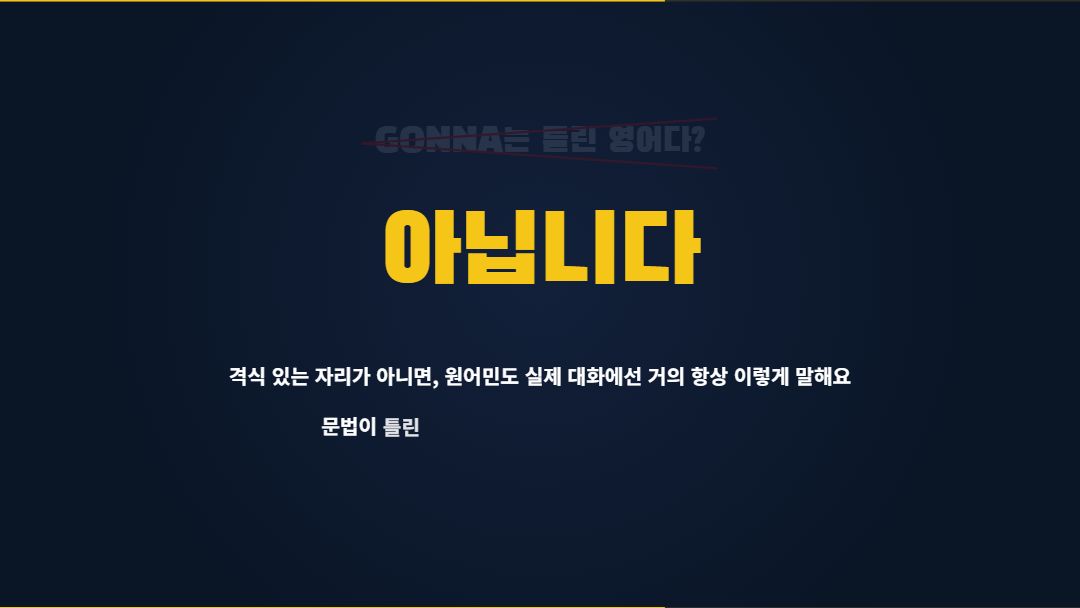 GONNA는 틀린 영어다?
아닙니다
격식 있는 자리가 아니면, 원어민도 실제 대화에선 거의 항상 이렇게 말해요
문법이 틀린